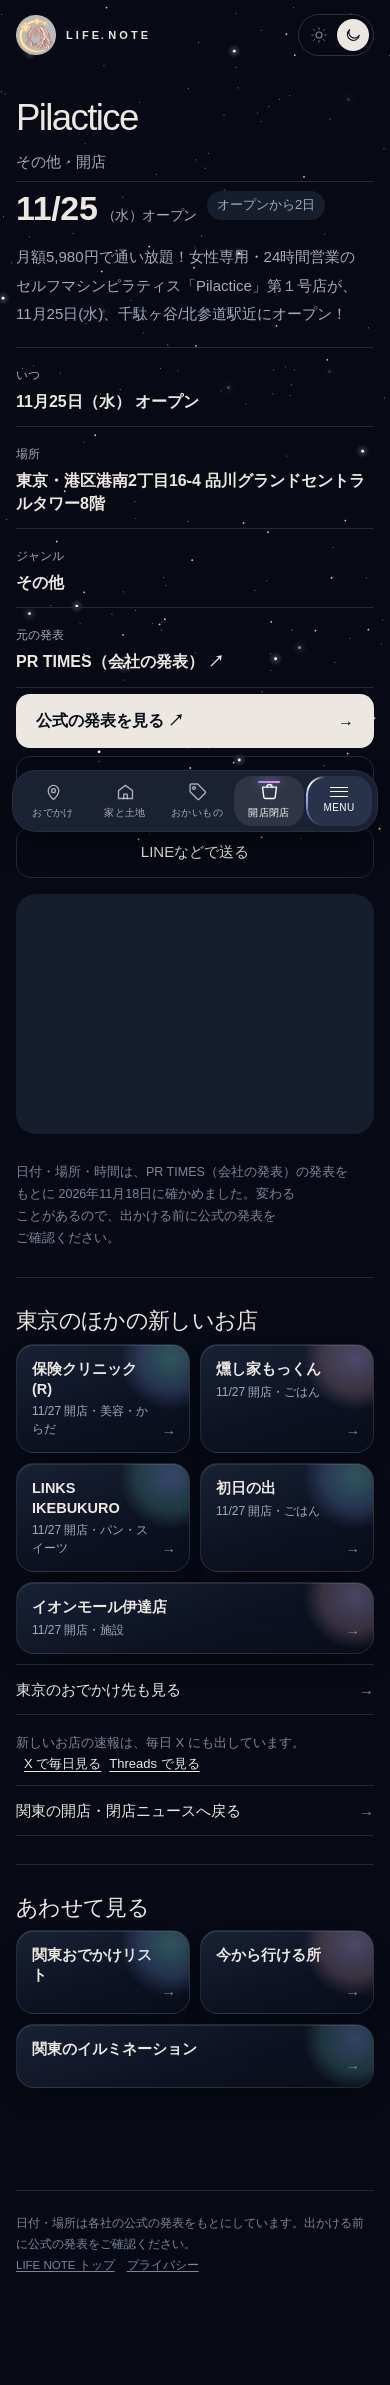 LIFE.NOTE
Pilactice
その他・開店
11/25 （水）オープン オープンから2日
月額5,980円で通い放題！女性専用・24時間営業の
セルフマシンピラティス「Pilactice」第１号店が、
11月25日(水)、千駄ヶ谷/北参道駅近にオープン！
いつ
11月25日（水） オープン
場所
東京・港区港南2丁目16-4 品川グランドセントラ
ルタワー8階
ジャンル
その他
元の発表
PR TIMES（会社の発表） ↗
公式の発表を見る ↗ →
おでかけ 家と土地 おかいもの 開店閉店 MENU
LINEなどで送る
日付・場所・時間は、PR TIMES（会社の発表）の発表を
もとに 2026年11月18日に確かめました。変わる
ことがあるので、出かける前に公式の発表を
ご確認ください。
東京のほかの新しいお店
保険クリニック
(R)
11/27 開店・美容・か
らだ →
燻し家もっくん
11/27 開店・ごはん
→
LINKS
IKEBUKURO
11/27 開店・パン・ス
イーツ →
初日の出
11/27 開店・ごはん
→
イオンモール伊達店
11/27 開店・施設 →
東京のおでかけ先も見る →
新しいお店の速報は、毎日 X にも出しています。
X で毎日見る Threads で見る
関東の開店・閉店ニュースへ戻る →
あわせて見る
関東おでかけリス
ト →
今から行ける所
→
関東のイルミネーション
→
日付・場所は各社の公式の発表をもとにしています。出かける前
に公式の発表をご確認ください。
LIFE NOTE トップ プライバシー